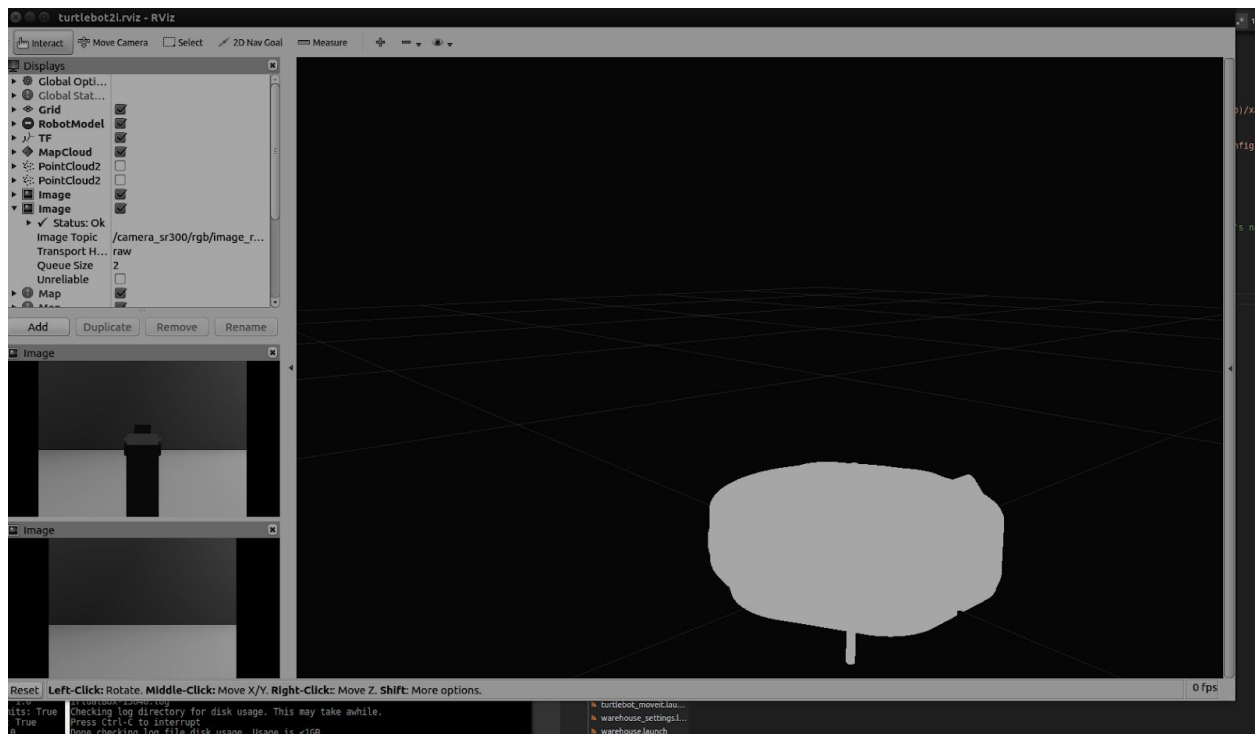 turtlebot2i.rviz - RViz
Interact Move Camera Select 2D Nav Goal Measure
Displays
Global Opti...
Global Stat...
Grid
RobotModel
TF
MapCloud
PointCloud2
PointCloud2
Image
Image
Status: Ok
Image Topic /camera_sr300/rgb/image_r...
Transport H... raw
Queue Size 2
Unreliable
Map
Add Duplicate Remove Rename
Image
Image
Reset Left-Click: Rotate. Middle-Click: Move X/Y. Right-Click:: Move Z. Shift: More options. 0 fps
nits: True Checking log directory for disk usage. This may take awhile.
True Press Ctrl-C to interrupt
Done checking log file disk usage. Usage is <1GB
turtlebot_moveit.lau...
warehouse_settings.l...
warehouse.launch